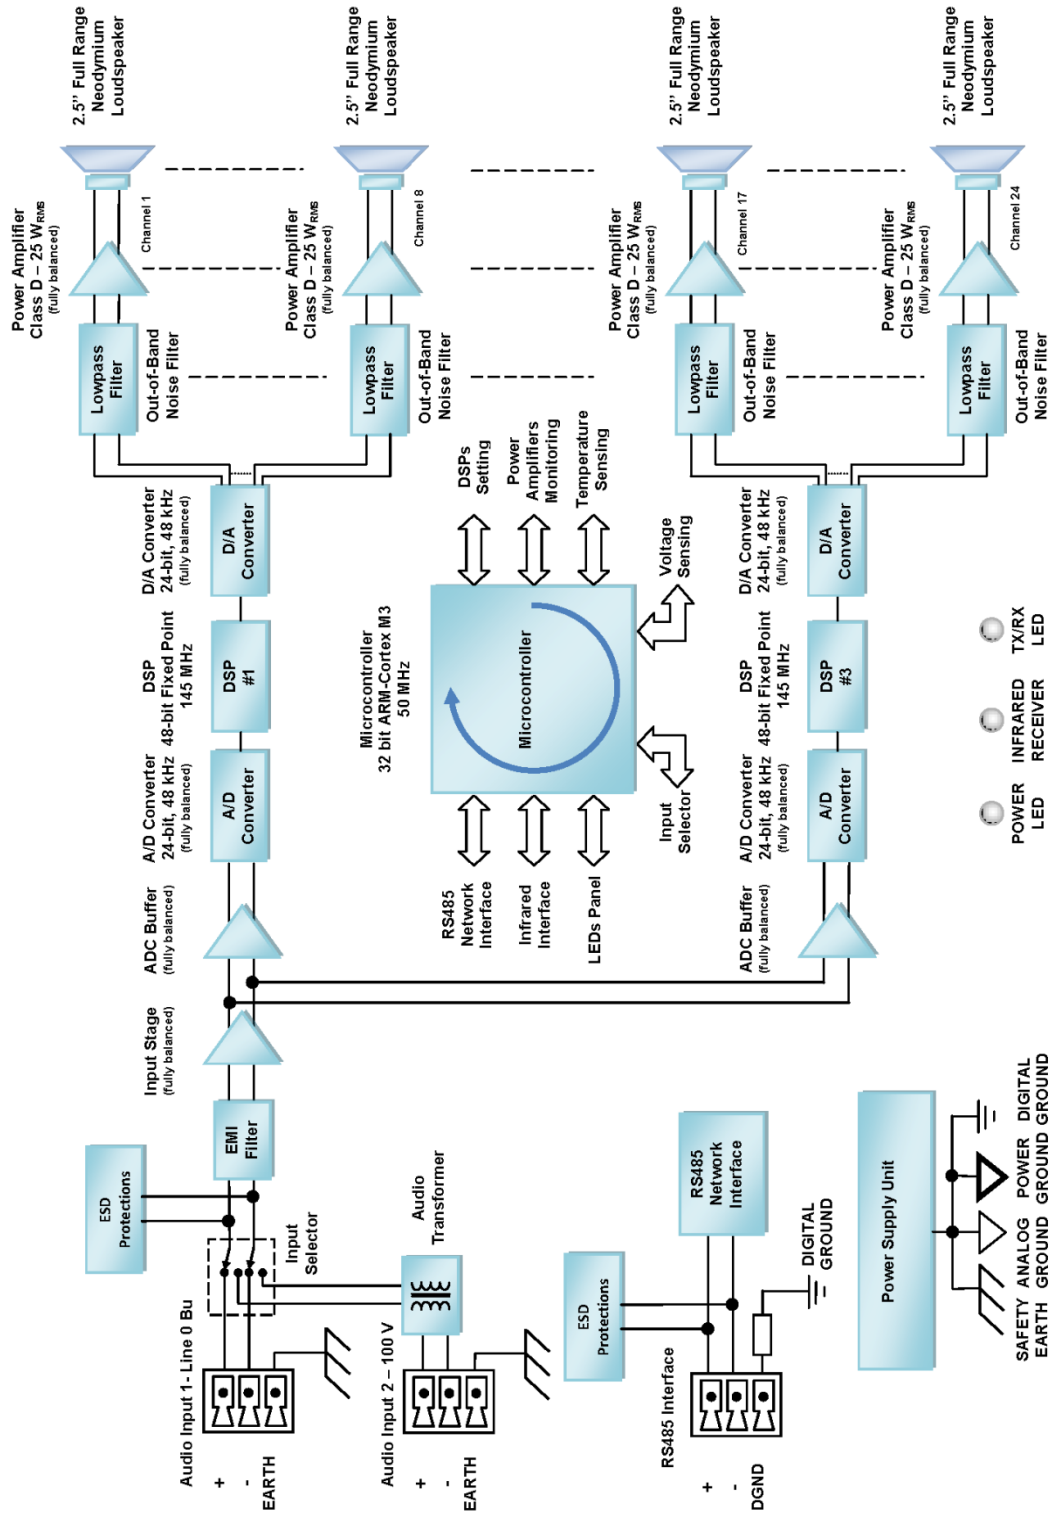 Audio Input 1- Line 0 Bu
+
-
EARTH
ESD
Protections
Input
Selector
EMI
Filter
Input Stage
(fully balanced)
ADC Buffer
(fully balanced)
A/D Converter
24-bit, 48 kHz
(fully balanced)
A/D
Converter
DSP
48-bit Fixed Point
145 MHz
DSP
#1
D/A Converter
24-bit, 48 kHz
(fully balanced)
D/A
Converter
Lowpass
Filter
Out-of-Band
Noise Filter
Power Amplifier
Class D – 25 WRMS
(fully balanced)
Channel 1
2.5’’ Full Range
Neodymium
Loudspeaker
Lowpass
Filter
Out-of-Band
Noise Filter
Power Amplifier
Class D – 25 WRMS
(fully balanced)
Channel 8
2.5’’ Full Range
Neodymium
Loudspeaker
Audio Input 2 – 100 V
+
-
EARTH
Audio
Transformer
Microcontroller
32 bit ARM-Cortex M3
50 MHz
Microcontroller
RS485
Network
Interface
Infrared
Interface
LEDs Panel
Input
Selector
DSPs
Setting
Power
Amplifiers
Monitoring
Temperature
Sensing
Voltage
Sensing
RS485 Interface
+
-
DGND
ESD
Protections
RS485
Network
Interface
DIGITAL
GROUND
ADC Buffer
(fully balanced)
A/D Converter
24-bit, 48 kHz
(fully balanced)
A/D
Converter
DSP
48-bit Fixed Point
145 MHz
DSP
#3
D/A Converter
24-bit, 48 kHz
(fully balanced)
D/A
Converter
Lowpass
Filter
Out-of-Band
Noise Filter
Power Amplifier
Class D – 25 WRMS
(fully balanced)
Channel 17
2.5’’ Full Range
Neodymium
Loudspeaker
Lowpass
Filter
Out-of-Band
Noise Filter
Power Amplifier
Class D – 25 WRMS
(fully balanced)
Channel 24
2.5’’ Full Range
Neodymium
Loudspeaker
Power Supply Unit
SAFETY
EARTH
ANALOG
GROUND
POWER
GROUND
DIGITAL
GROUND
POWER
LED
INFRARED
RECEIVER
TX/RX
LED